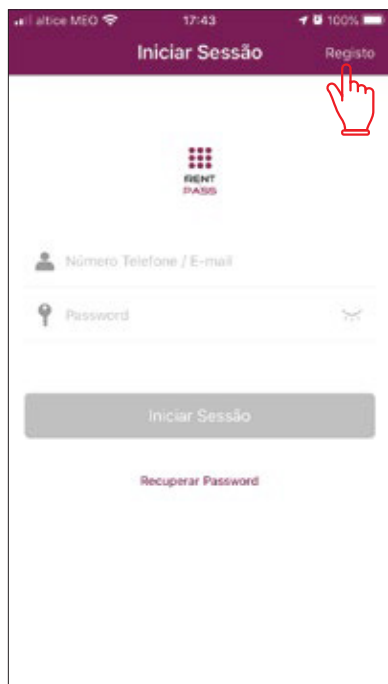 altice MEO 17:43 100%
Iniciar Sessão Registo
RENT
PASS
Número Telefone / E-mail
Password
Iniciar Sessão
Recuperar Password